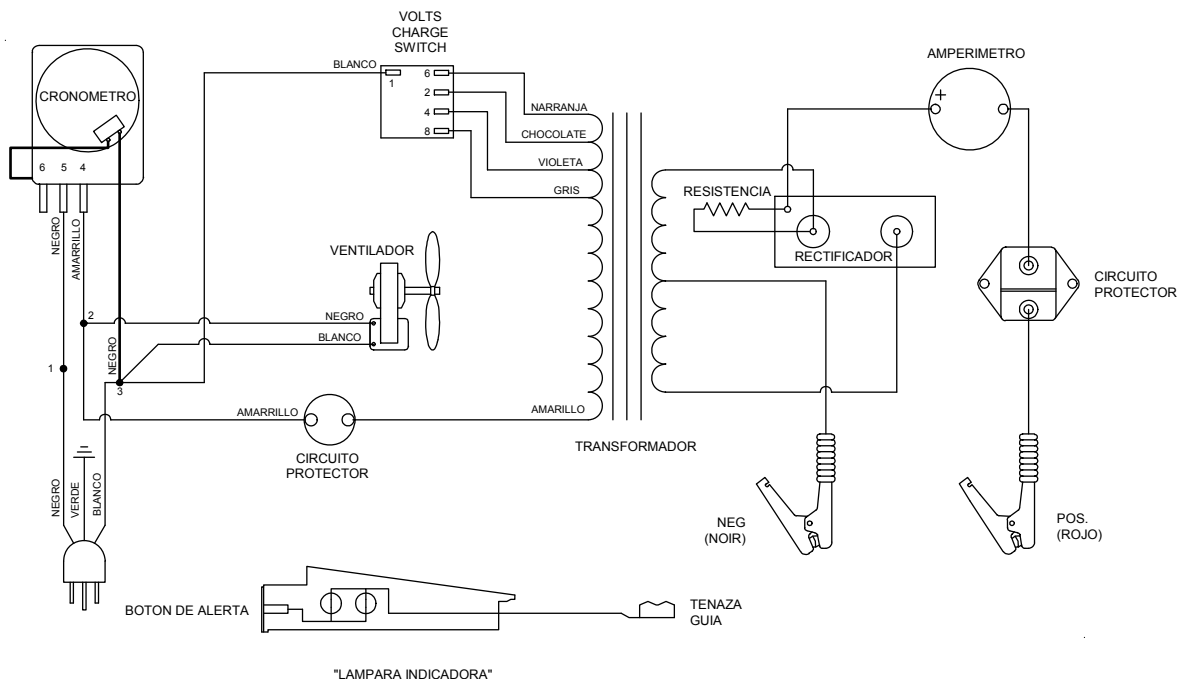 VOLTS
CHARGE
SWITCH
BLANCO
1
6
2
4
8
AMPERIMETRO
+
CRONOMETRO
6 5 4
NARRANJA
CHOCOLATE
VIOLETA
GRIS
RESISTENCIA
RECTIFICADOR
NEGRO
AMARRILLO
VENTILADOR
NEGRO
BLANCO
CIRCUITO
PROTECTOR
2
1
NEGRO
3
AMARRILLO
AMARILLO
CIRCUITO
PROTECTOR
TRANSFORMADOR
NEGRO
VERDE
BLANCO
NEG
(NOIR)
POS.
(ROJO)
BOTON DE ALERTA
TENAZA
GUIA
"LAMPARA INDICADORA"